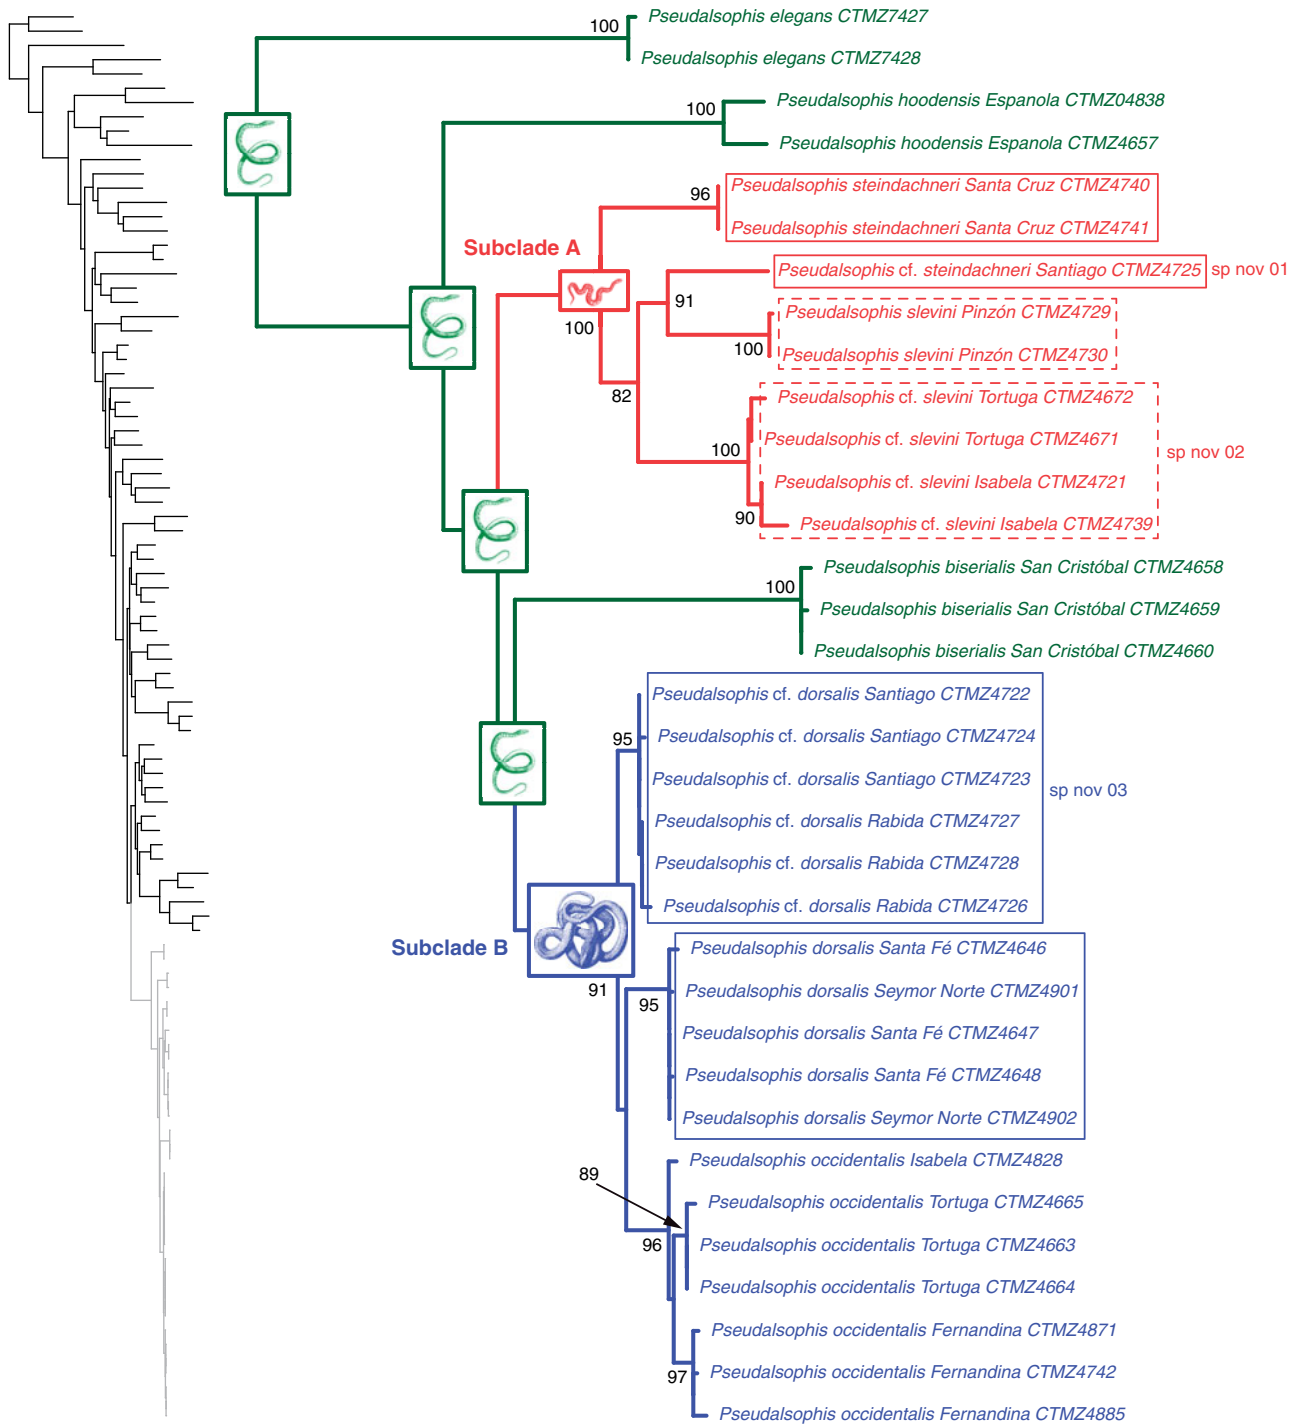 Pseudalsophis elegans CTMZ7427
100
Pseudalsophis elegans CTMZ7428
Pseudalsophis hoodensis Espanola CTMZ04838
100
Pseudalsophis hoodensis Espanola CTMZ4657
Pseudalsophis steindachneri Santa Cruz CTMZ4740
96
Pseudalsophis steindachneri Santa Cruz CTMZ4741
Subclade A
Pseudalsophis cf. steindachneri Santiago CTMZ4725 sp nov 01
91
100
Pseudalsophis slevini Pinzón CTMZ4729
100
Pseudalsophis slevini Pinzón CTMZ4730
82
Pseudalsophis cf. slevini Tortuga CTMZ4672
Pseudalsophis cf. slevini Tortuga CTMZ4671
100
sp nov 02
Pseudalsophis cf. slevini Isabela CTMZ4721
90
Pseudalsophis cf. slevini Isabela CTMZ4739
Pseudalsophis biserialis San Cristóbal CTMZ4658
100
Pseudalsophis biserialis San Cristóbal CTMZ4659
Pseudalsophis biserialis San Cristóbal CTMZ4660
Pseudalsophis cf. dorsalis Santiago CTMZ4722
95
Pseudalsophis cf. dorsalis Santiago CTMZ4724
Pseudalsophis cf. dorsalis Santiago CTMZ4723
sp nov 03
Pseudalsophis cf. dorsalis Rabida CTMZ4727
Pseudalsophis cf. dorsalis Rabida CTMZ4728
Pseudalsophis cf. dorsalis Rabida CTMZ4726
Subclade B
91
Pseudalsophis dorsalis Santa Fé CTMZ4646
Pseudalsophis dorsalis Seymor Norte CTMZ4901
95
Pseudalsophis dorsalis Santa Fé CTMZ4647
Pseudalsophis dorsalis Santa Fé CTMZ4648
Pseudalsophis dorsalis Seymor Norte CTMZ4902
Pseudalsophis occidentalis Isabela CTMZ4828
89
Pseudalsophis occidentalis Tortuga CTMZ4665
96
Pseudalsophis occidentalis Tortuga CTMZ4663
Pseudalsophis occidentalis Tortuga CTMZ4664
Pseudalsophis occidentalis Fernandina CTMZ4871
97
Pseudalsophis occidentalis Fernandina CTMZ4742
Pseudalsophis occidentalis Fernandina CTMZ4885